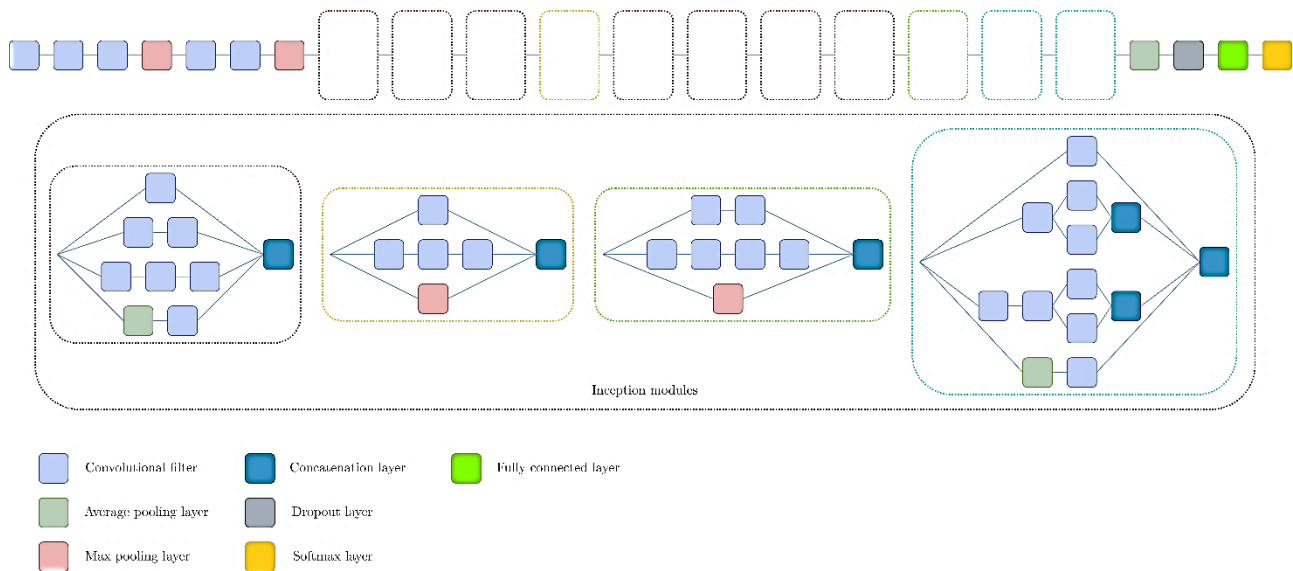 Inception modules
Convolutional filter
Concatenation layer
Fully connected layer
Average pooling layer
Dropout layer
Max pooling layer
Softmax layer